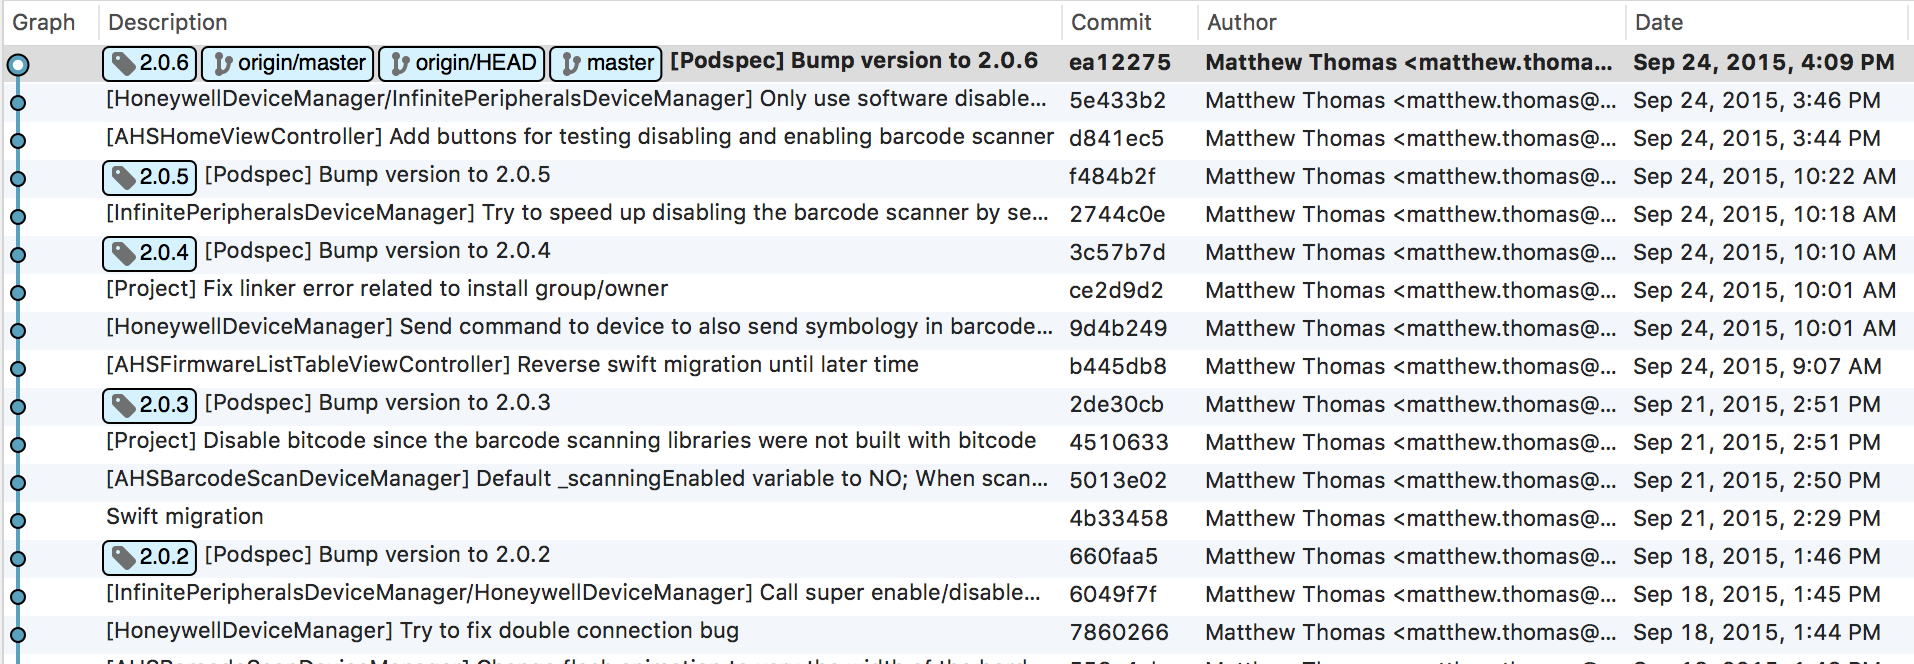 Graph Description Commit Author Date
2.0.6 origin/master origin/HEAD master [Podspec] Bump version to 2.0.6 ea12275 Matthew Thomas <matthew.thoma... Sep 24, 2015, 4:09 PM
[HoneywellDeviceManager/InfinitePeripheralsDeviceManager] Only use software disable... 5e433b2 Matthew Thomas <matthew.thomas@... Sep 24, 2015, 3:46 PM
[AHSHomeViewController] Add buttons for testing disabling and enabling barcode scanner d841ec5 Matthew Thomas <matthew.thomas@... Sep 24, 2015, 3:44 PM
2.0.5 [Podspec] Bump version to 2.0.5 f484b2f Matthew Thomas <matthew.thomas@... Sep 24, 2015, 10:22 AM
[InfinitePeripheralsDeviceManager] Try to speed up disabling the barcode scanner by se... 2744c0e Matthew Thomas <matthew.thomas@... Sep 24, 2015, 10:18 AM
2.0.4 [Podspec] Bump version to 2.0.4 3c57b7d Matthew Thomas <matthew.thomas@... Sep 24, 2015, 10:10 AM
[Project] Fix linker error related to install group/owner ce2d9d2 Matthew Thomas <matthew.thomas@... Sep 24, 2015, 10:01 AM
[HoneywellDeviceManager] Send command to device to also send symbology in barcode... 9d4b249 Matthew Thomas <matthew.thomas@... Sep 24, 2015, 10:01 AM
[AHSFirmwareListTableViewController] Reverse swift migration until later time b445db8 Matthew Thomas <matthew.thomas@... Sep 24, 2015, 9:07 AM
2.0.3 [Podspec] Bump version to 2.0.3 2de30cb Matthew Thomas <matthew.thomas@... Sep 21, 2015, 2:51 PM
[Project] Disable bitcode since the barcode scanning libraries were not built with bitcode 4510633 Matthew Thomas <matthew.thomas@... Sep 21, 2015, 2:51 PM
[AHSBarcodeScanDeviceManager] Default _scanningEnabled variable to NO; When scan... 5013e02 Matthew Thomas <matthew.thomas@... Sep 21, 2015, 2:50 PM
Swift migration 4b33458 Matthew Thomas <matthew.thomas@... Sep 21, 2015, 2:29 PM
2.0.2 [Podspec] Bump version to 2.0.2 660faa5 Matthew Thomas <matthew.thomas@... Sep 18, 2015, 1:46 PM
[InfinitePeripheralsDeviceManager/HoneywellDeviceManager] Call super enable/disable... 6049f7f Matthew Thomas <matthew.thomas@... Sep 18, 2015, 1:45 PM
[HoneywellDeviceManager] Try to fix double connection bug 7860266 Matthew Thomas <matthew.thomas@... Sep 18, 2015, 1:44 PM